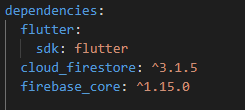 dependencies:
  flutter:
    sdk: flutter
  cloud_firestore: ^3.1.5
  firebase_core: ^1.15.0